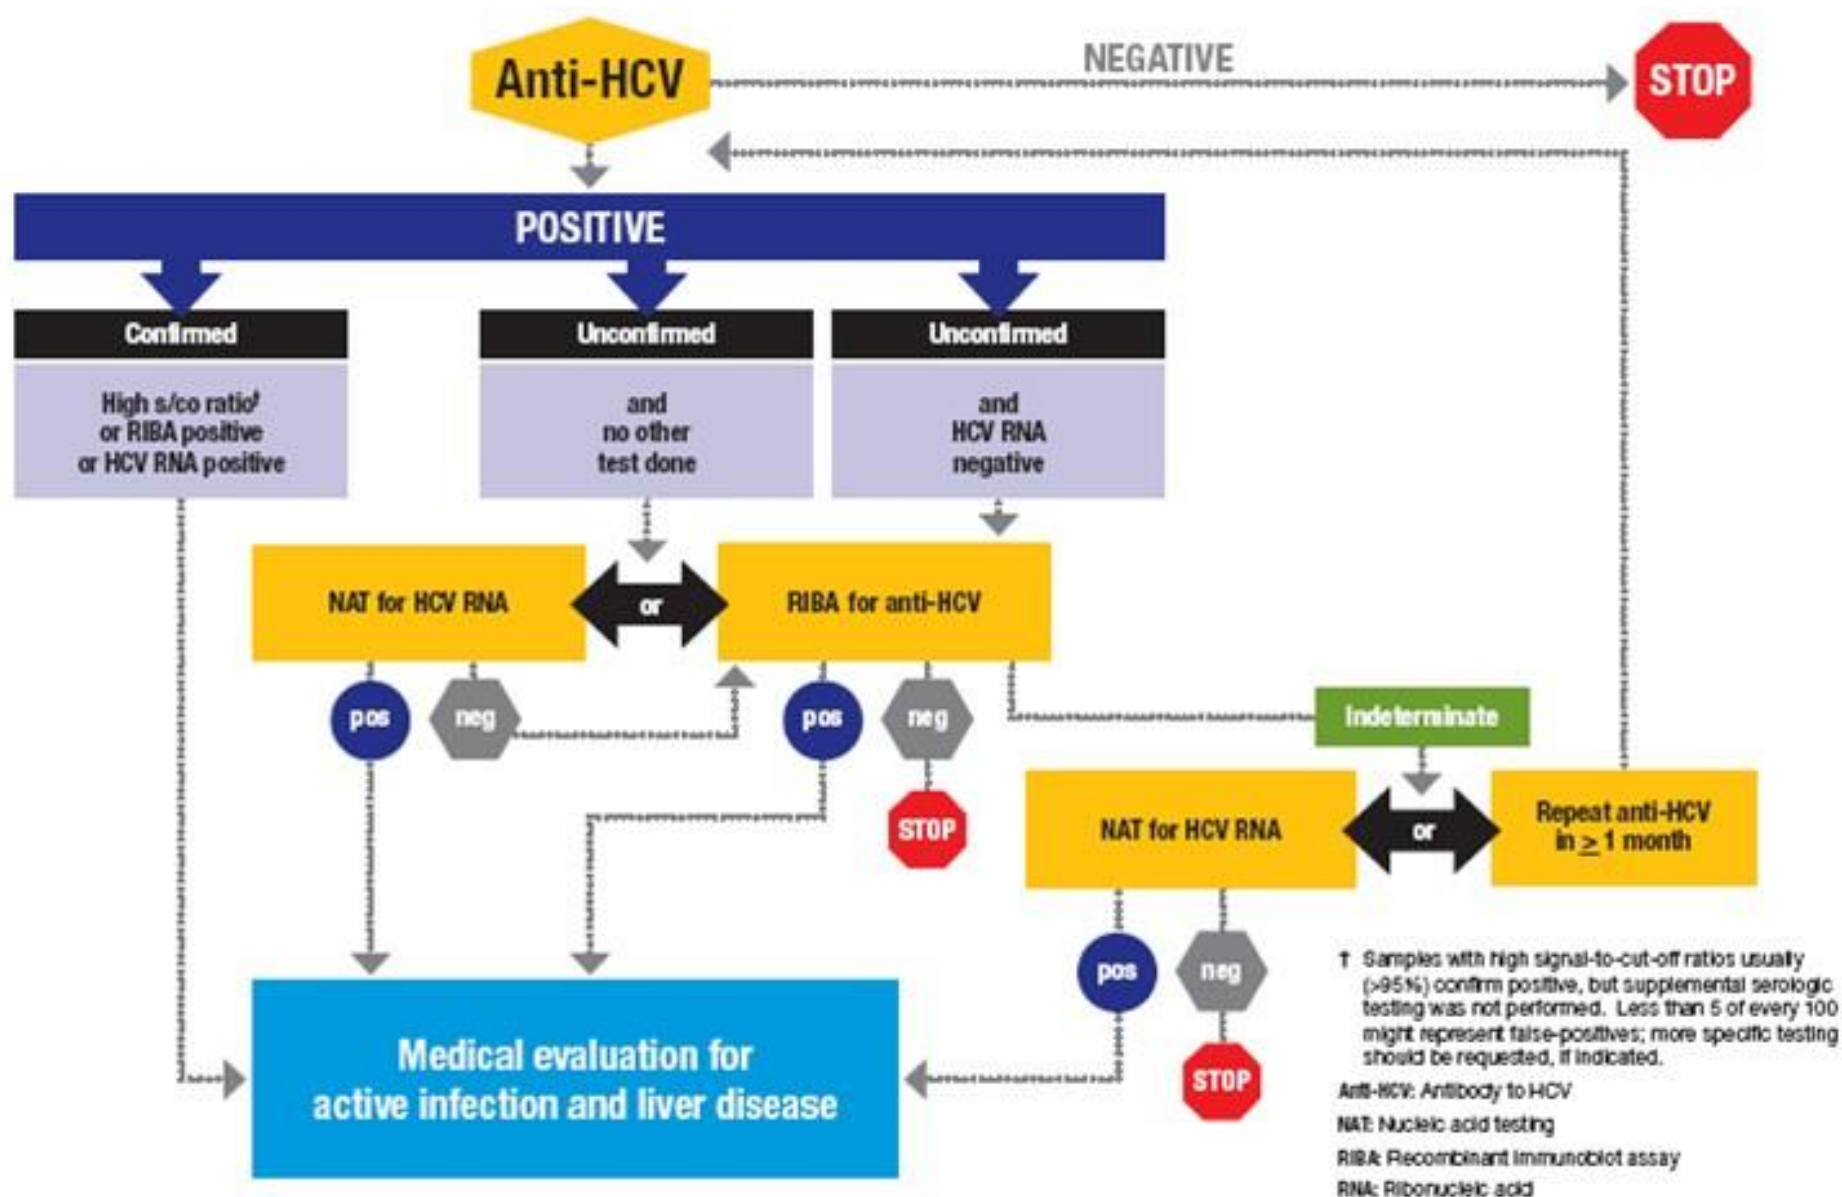 Anti-HCV
NEGATIVE
STOP
POSITIVE
Confirmed
High s/co ratio†
or RIBA positive
or HCV RNA positive
Unconfirmed
and
no other
test done
Unconfirmed
and
HCV RNA
negative
NAT for HCV RNA
or
RIBA for anti-HCV
pos
neg
pos
neg
STOP
Indeterminate
NAT for HCV RNA
or
Repeat anti-HCV
in ≥ 1 month
pos
neg
STOP
Medical evaluation for
active infection and liver disease
† Samples with high signal-to-cut-off ratios usually
(>95%) confirm positive, but supplemental serologic
testing was not performed. Less than 5 of every 100
might represent false-positives; more specific testing
should be requested, if indicated.
Anti-HCV: Antibody to HCV
NAT: Nucleic acid testing
RIBA: Recombinant immunoblot assay
RNA: Ribonucleic acid